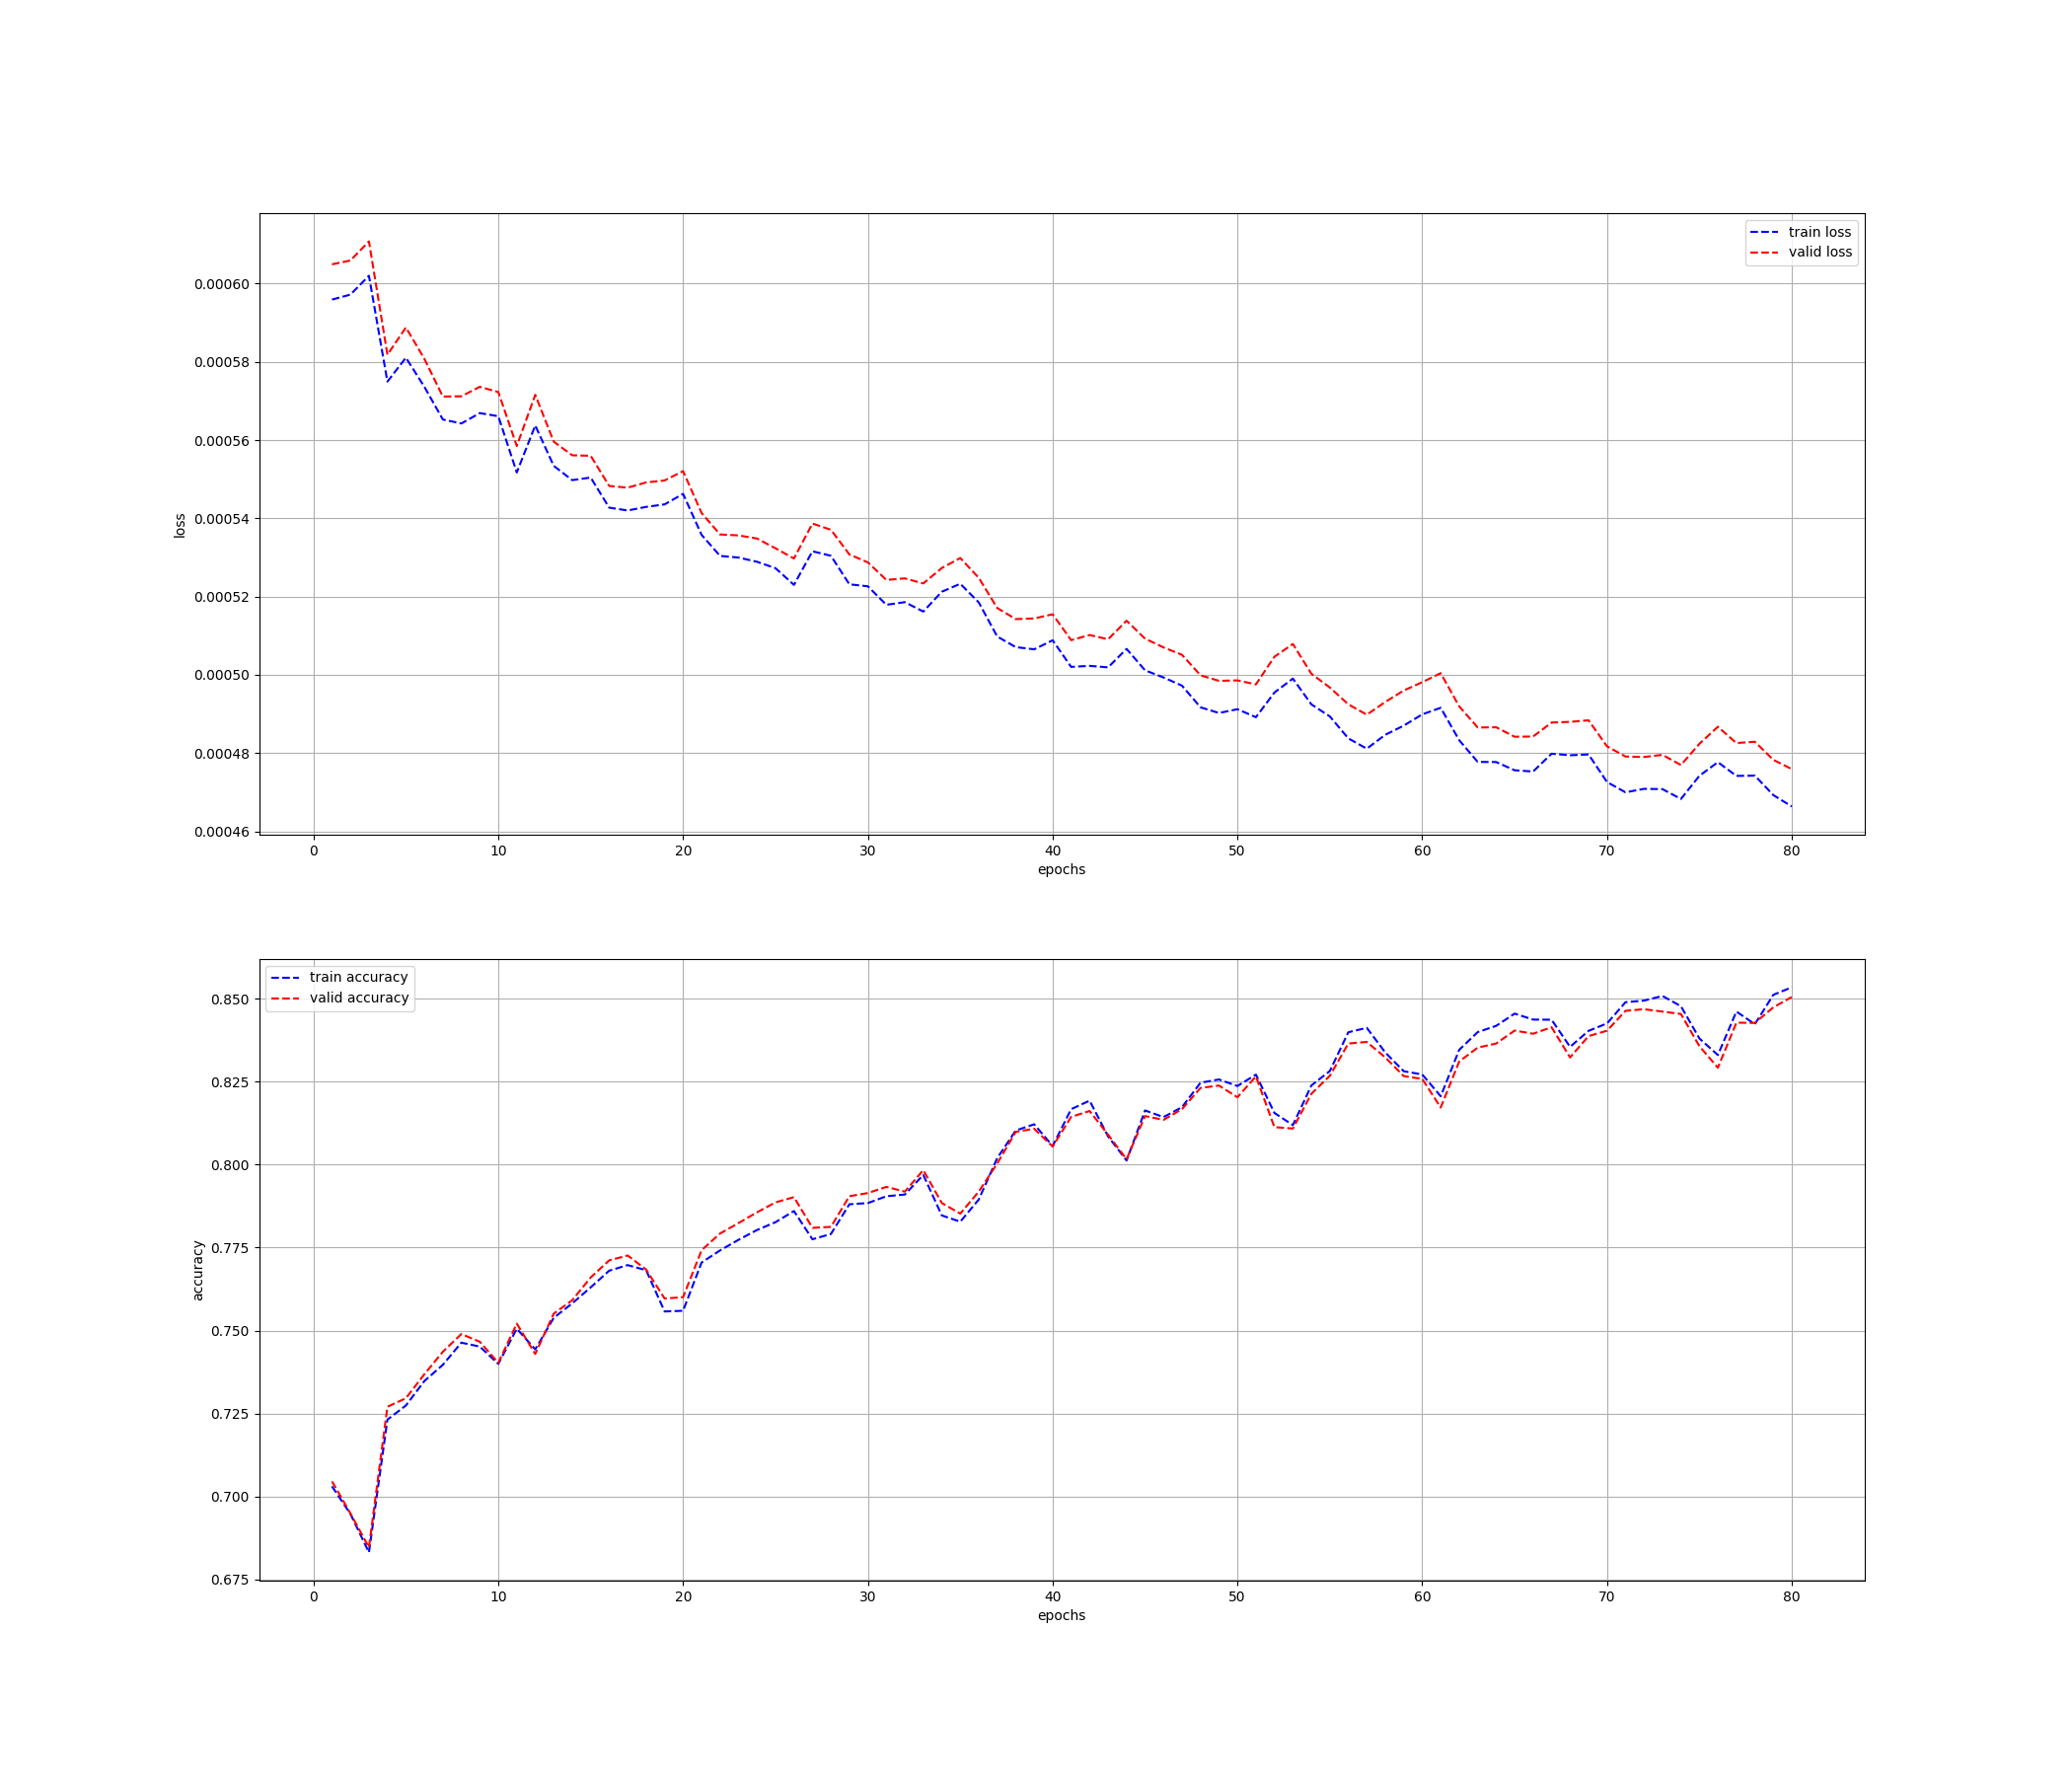 train loss
valid loss
0.00060
0.00058
0.00056
0.00054
0.00052
0.00050
0.00048
0.00046
loss
0 10 20 30 40 50 60 70 80
epochs
train accuracy
valid accuracy
0.850
0.825
0.800
0.775
0.750
0.725
0.700
0.675
accuracy
0 10 20 30 40 50 60 70 80
epochs